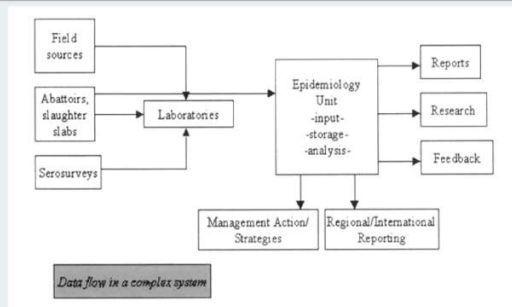 Field
sources
Abattoirs,
slaughter
slabs
Serosurveys
Laboratories
Epidemiology
Unit
-input-
-storage-
-analysis-
Reports
Research
Feedback
Management Action/
Strategies
Regional/International
Reporting
Data flow in a complex system